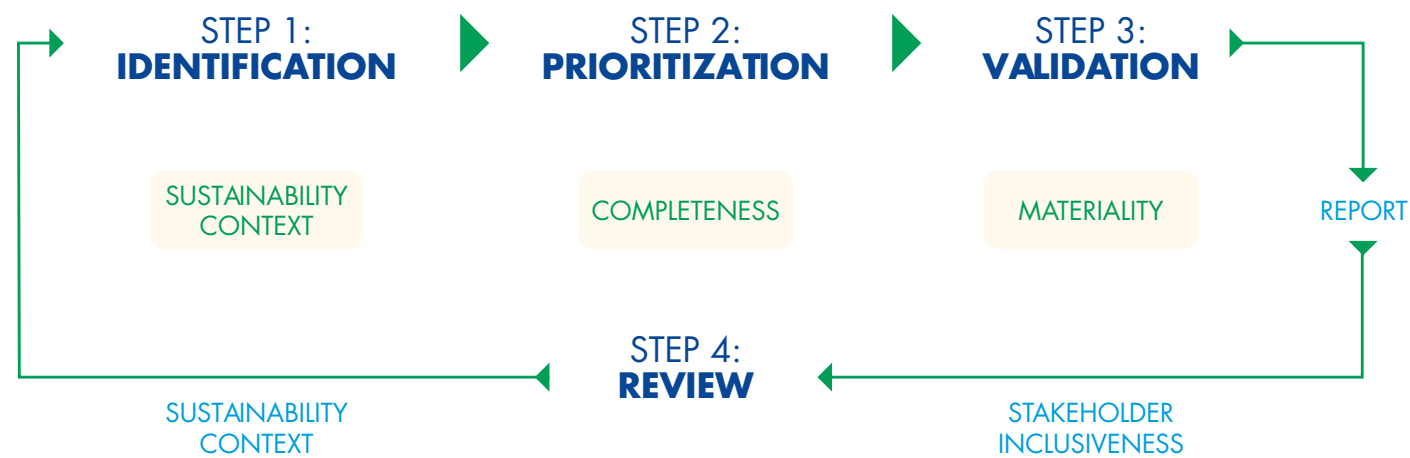 STEP 1:
IDENTIFICATION
STEP 2:
PRIORITIZATION
STEP 3:
VALIDATION
SUSTAINABILITY
CONTEXT
COMPLETENESS
MATERIALITY
REPORT
STEP 4:
REVIEW
SUSTAINABILITY
CONTEXT
STAKEHOLDER
INCLUSIVENESS